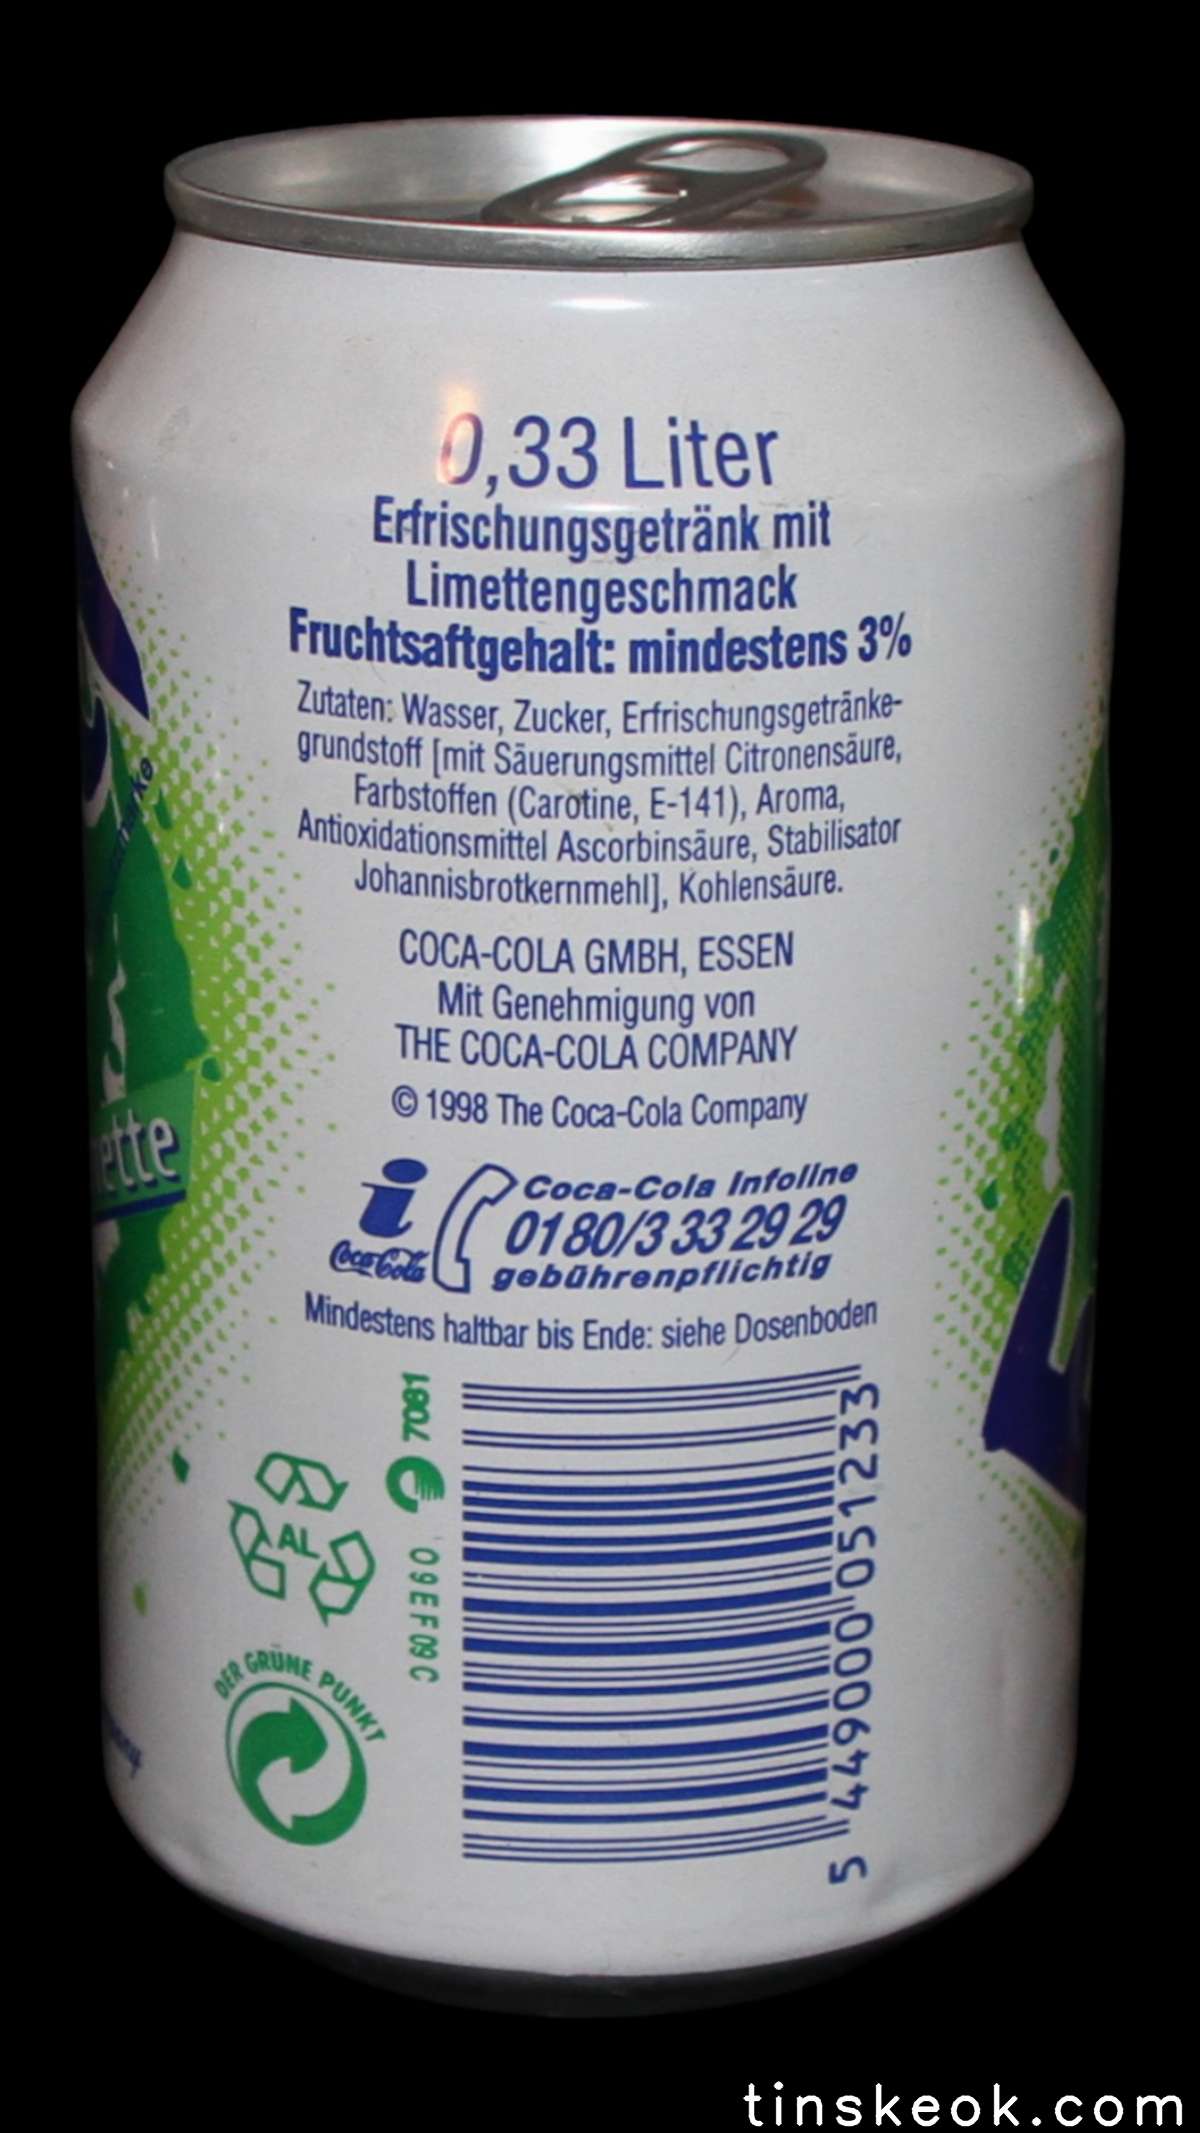 0,33 Liter
Erfrischungsgetränk mit
Limettengeschmack
Fruchtsaftgehalt: mindestens 3%
Zutaten: Wasser, Zucker, Erfrischungsgetränke-
grundstoff [mit Säuerungsmittel Citronensäure,
Farbstoffen (Carotine, E-141), Aroma,
Antioxidationsmittel Ascorbinsäure, Stabilisator
Johannisbrotkernmehl], Kohlensäure.
COCA-COLA GMBH, ESSEN
Mit Genehmigung von
THE COCA-COLA COMPANY
© 1998 The Coca-Cola Company
i
Coca-Cola
Coca-Cola Infoline
0180/3 33 29 29
gebührenpflichtig
Mindestens haltbar bis Ende: siehe Dosenboden
7081
09EF09C
AL
DER GRÜNE PUNKT
5 449000 051233
tinskeok.com